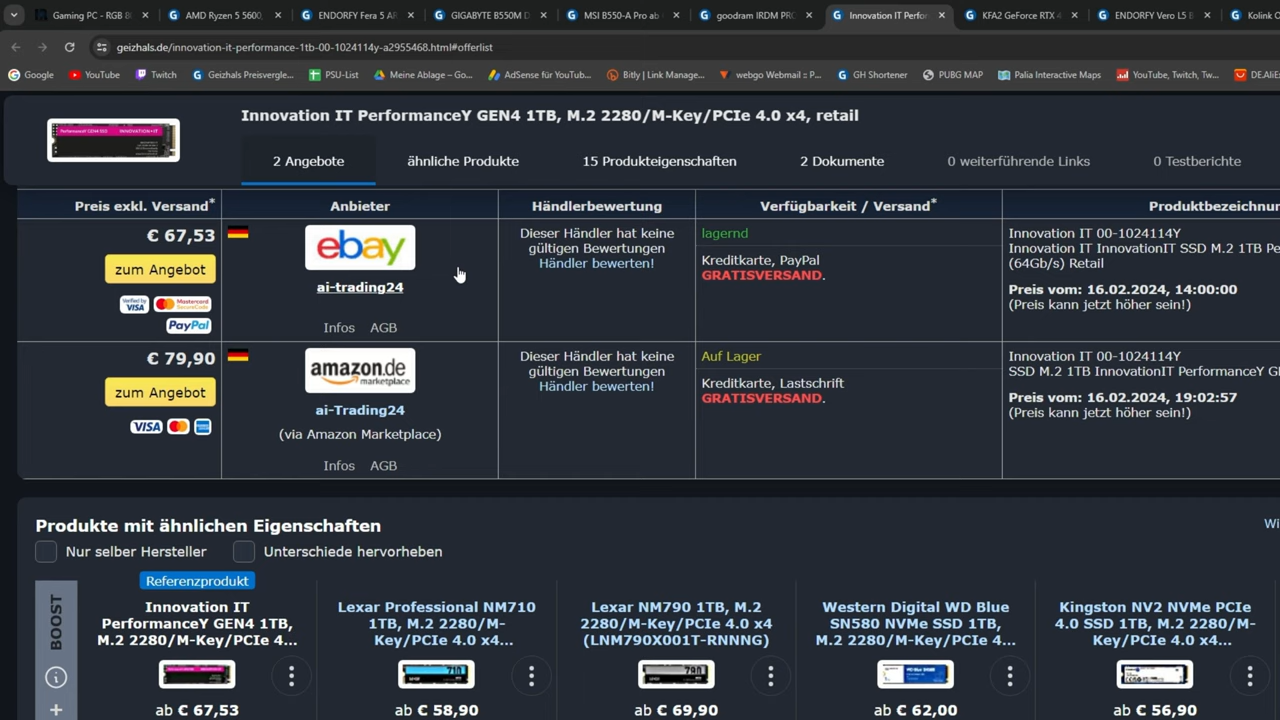 Gaming PC - RGB 8
AMD Ryzen 5 5600,
ENDORFY Fera 5 AR
GIGABYTE B550M D
MSI B550-A Pro ab
goodram IRDM PRO
Innovation IT Perfor
KFA2 GeForce RTX 4
ENDORFY Vero L5 B
Kolink O
geizhals.de/innovation-it-performance-1tb-00-1024114y-a2955468.html#offerlist
Google
YouTube
Twitch
Geizhals Preisvergle...
PSU-List
Meine Ablage – Go...
AdSense für YouTub...
Bitly | Link Manage...
webgo Webmail :: P...
GH Shortener
PUBG MAP
Palia Interactive Maps
YouTube, Twitch, Tw...
DE.AliE
Innovation IT PerformanceY GEN4 1TB, M.2 2280/M-Key/PCIe 4.0 x4, retail
2 Angebote
ähnliche Produkte
15 Produkteigenschaften
2 Dokumente
0 weiterführende Links
0 Testberichte
Preis exkl. Versand*
Anbieter
Händlerbewertung
Verfügbarkeit / Versand*
Produktbezeichnun
€ 67,53
zum Angebot
Verified by VISA
Mastercard SecureCode
PayPal
ebay
ai-trading24
Infos AGB
Dieser Händler hat keine
gültigen Bewertungen
Händler bewerten!
lagernd
Kreditkarte, PayPal
GRATISVERSAND.
Innovation IT 00-1024114Y
Innovation IT InnovationIT SSD M.2 1TB Pe
(64Gb/s) Retail
Preis vom: 16.02.2024, 14:00:00
(Preis kann jetzt höher sein!)
€ 79,90
zum Angebot
VISA
amazon.de
marketplace
ai-Trading24
(via Amazon Marketplace)
Infos AGB
Dieser Händler hat keine
gültigen Bewertungen
Händler bewerten!
Auf Lager
Kreditkarte, Lastschrift
GRATISVERSAND.
Innovation IT 00-1024114Y
SSD M.2 1TB InnovationIT PerformanceY GE
Preis vom: 16.02.2024, 19:02:57
(Preis kann jetzt höher sein!)
Produkte mit ähnlichen Eigenschaften
Wi
Nur selber Hersteller
Unterschiede hervorheben
BOOST
Referenzprodukt
Innovation IT
PerformanceY GEN4 1TB,
M.2 2280/M-Key/PCIe 4...
ab € 67,53
Lexar Professional NM710
1TB, M.2 2280/M-
Key/PCIe 4.0 x4...
710
ab € 58,90
Lexar NM790 1TB, M.2
2280/M-Key/PCIe 4.0 x4
(LNM790X001T-RNNNG)
790
ab € 69,90
Western Digital WD Blue
SN580 NVMe SSD 1TB,
M.2 2280/M-Key/PCIe 4...
ab € 62,00
Kingston NV2 NVMe PCIe
4.0 SSD 1TB, M.2 2280/M-
Key/PCIe 4.0 x4...
ab € 56,90